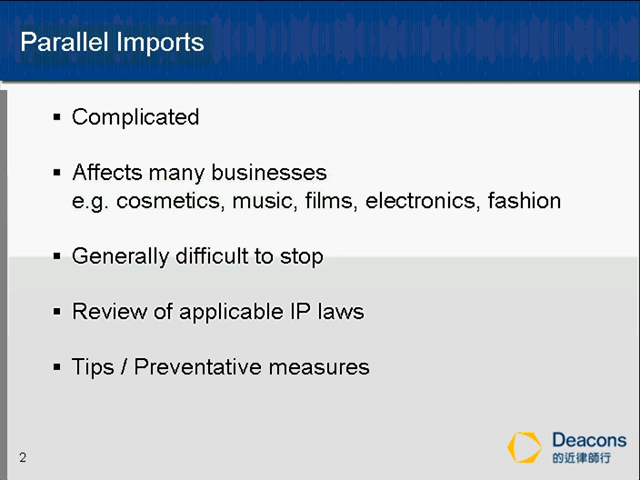 Parallel Imports
▪ Complicated
▪ Affects many businesses
e.g. cosmetics, music, films, electronics, fashion
▪ Generally difficult to stop
▪ Review of applicable IP laws
▪ Tips / Preventative measures
2
Deacons
的近律師行